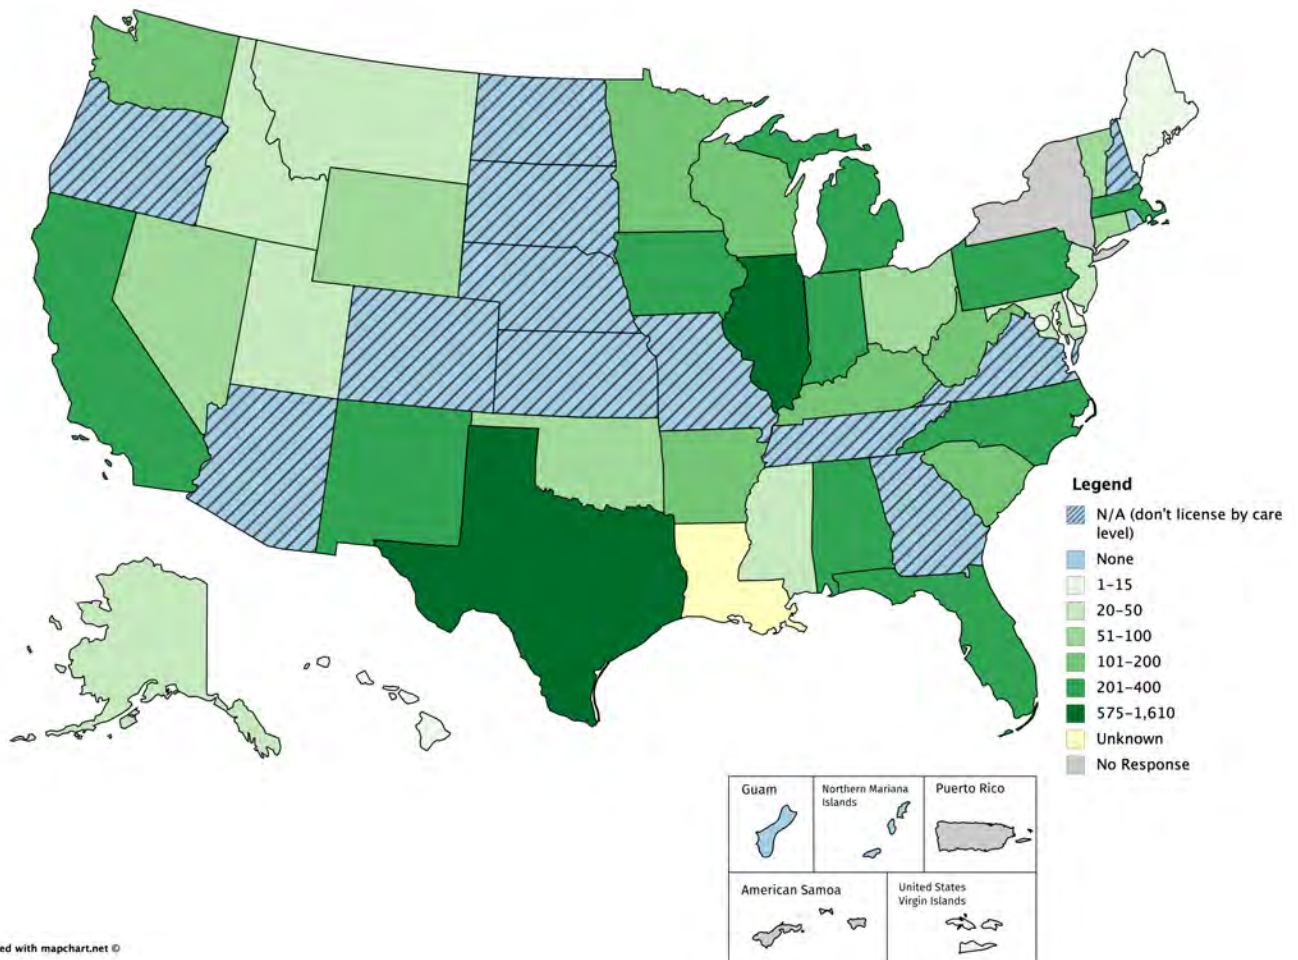 Legend
N/A (don't license by care
level)
None
1–15
20–50
51–100
101–200
201–400
575–1,610
Unknown
No Response
Guam
Northern Mariana
Islands
Puerto Rico
American Samoa
United States
Virgin Islands
ed with mapchart.net ©